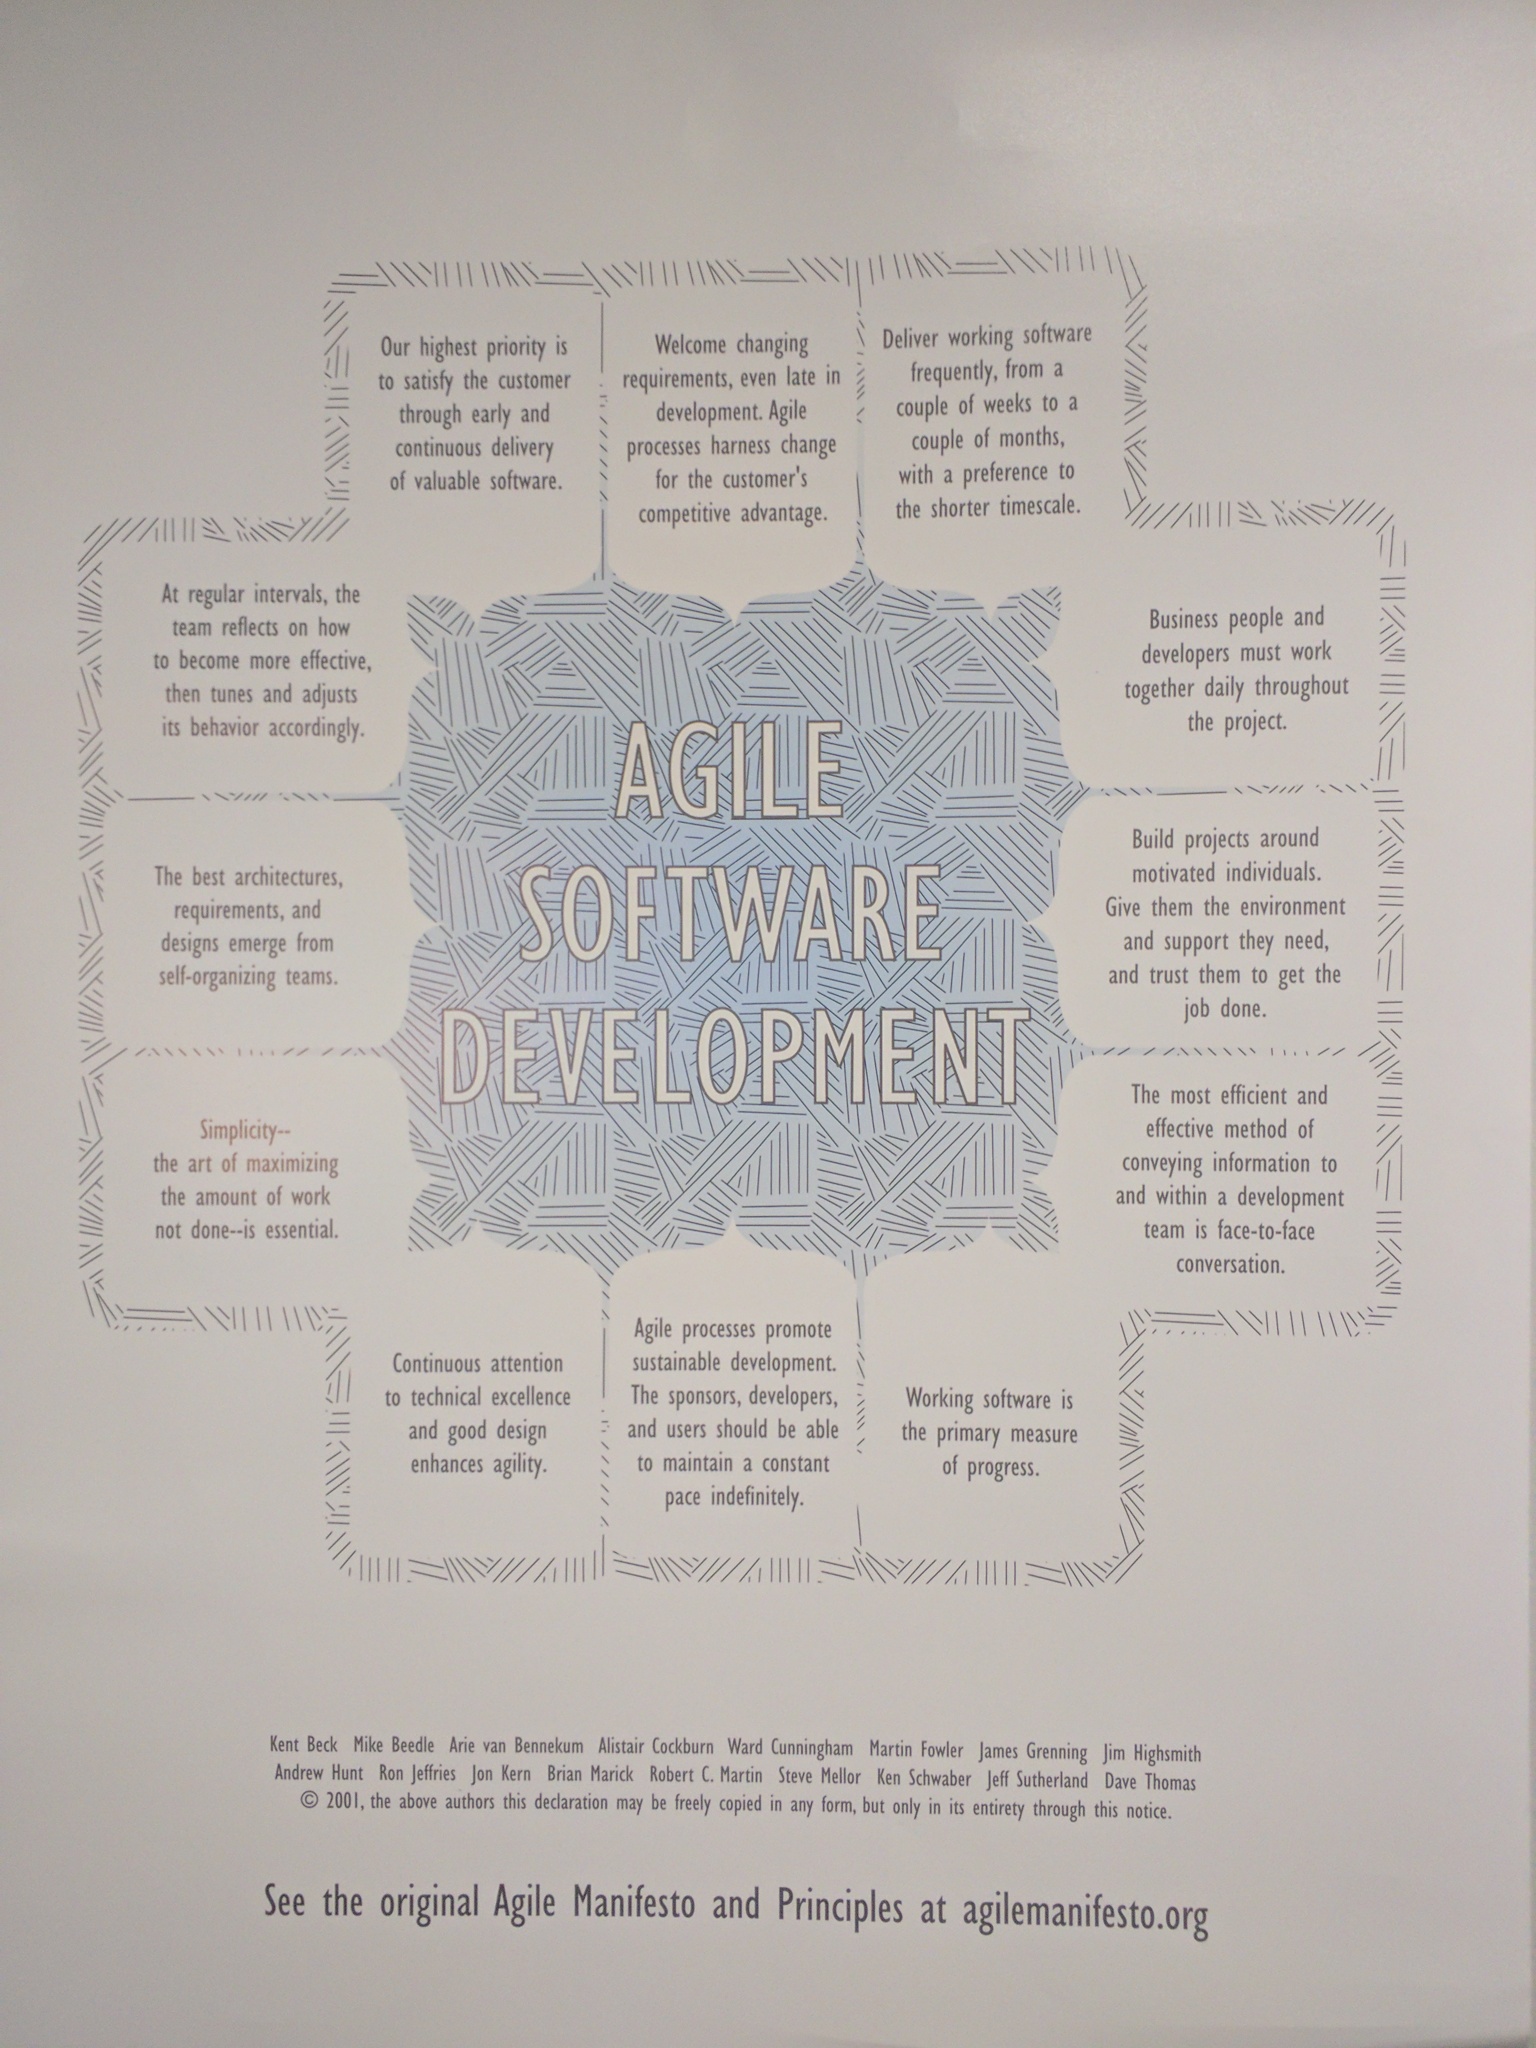 Our highest priority is
to satisfy the customer
through early and
continuous delivery
of valuable software.
Welcome changing
requirements, even late in
development. Agile
processes harness change
for the customer's
competitive advantage.
Deliver working software
frequently, from a
couple of weeks to a
couple of months,
with a preference to
the shorter timescale.
Business people and
developers must work
together daily throughout
the project.
Build projects around
motivated individuals.
Give them the environment
and support they need,
and trust them to get the
job done.
The most efficient and
effective method of
conveying information to
and within a development
team is face-to-face
conversation.
Working software is
the primary measure
of progress.
Agile processes promote
sustainable development.
The sponsors, developers,
and users should be able
to maintain a constant
pace indefinitely.
Continuous attention
to technical excellence
and good design
enhances agility.
Simplicity--
the art of maximizing
the amount of work
not done--is essential.
The best architectures,
requirements, and
designs emerge from
self-organizing teams.
At regular intervals, the
team reflects on how
to become more effective,
then tunes and adjusts
its behavior accordingly.
AGILE
SOFTWARE
DEVELOPMENT
Kent Beck Mike Beedle Arie van Bennekum Alistair Cockburn Ward Cunningham Martin Fowler James Grenning Jim Highsmith
Andrew Hunt Ron Jeffries Jon Kern Brian Marick Robert C. Martin Steve Mellor Ken Schwaber Jeff Sutherland Dave Thomas
© 2001, the above authors this declaration may be freely copied in any form, but only in its entirety through this notice.
See the original Agile Manifesto and Principles at agilemanifesto.org